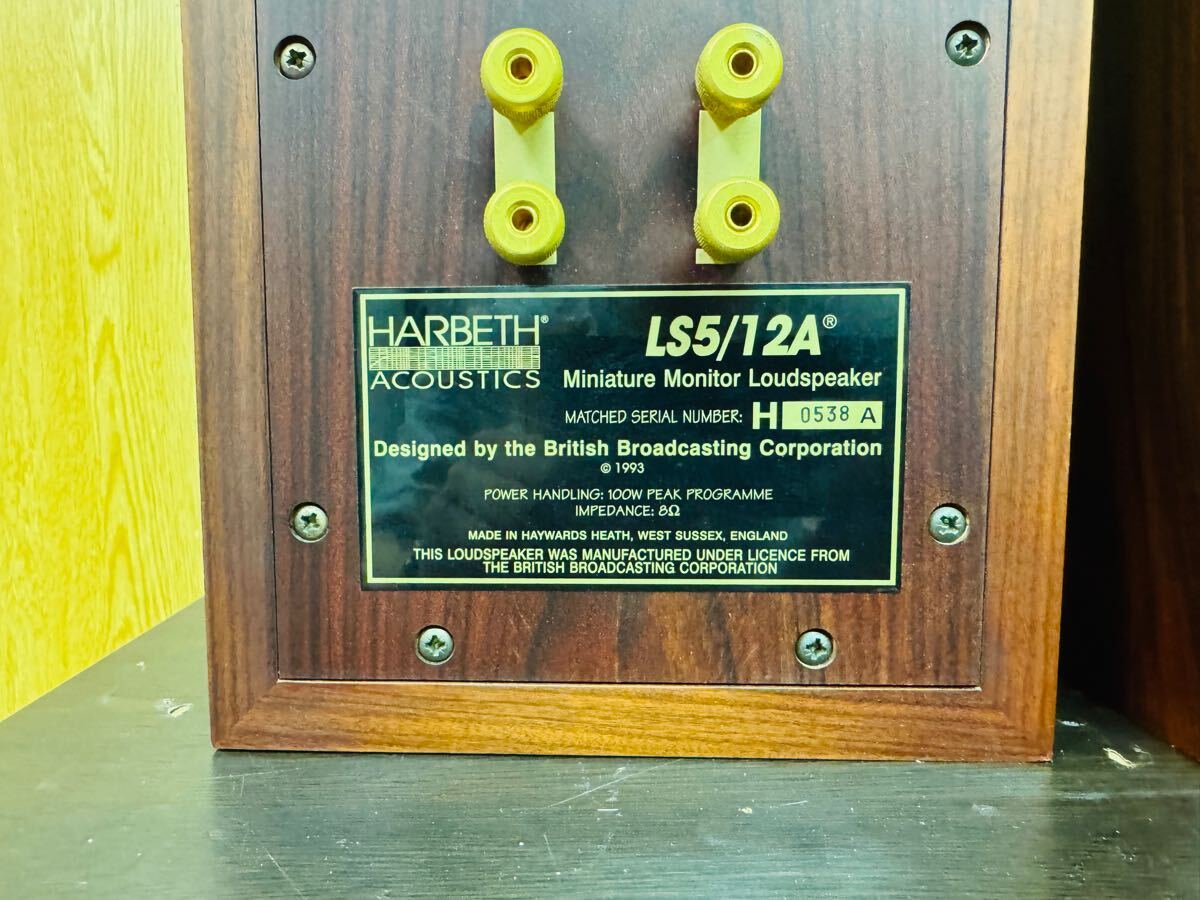 HARBETH®
ACOUSTICS
LS5/12A®
Miniature Monitor Loudspeaker
MATCHED SERIAL NUMBER: H 0538 A
Designed by the British Broadcasting Corporation
© 1993
POWER HANDLING: 100W PEAK PROGRAMME
IMPEDANCE: 8Ω
MADE IN HAYWARDS HEATH, WEST SUSSEX, ENGLAND
THIS LOUDSPEAKER WAS MANUFACTURED UNDER LICENCE FROM
THE BRITISH BROADCASTING CORPORATION